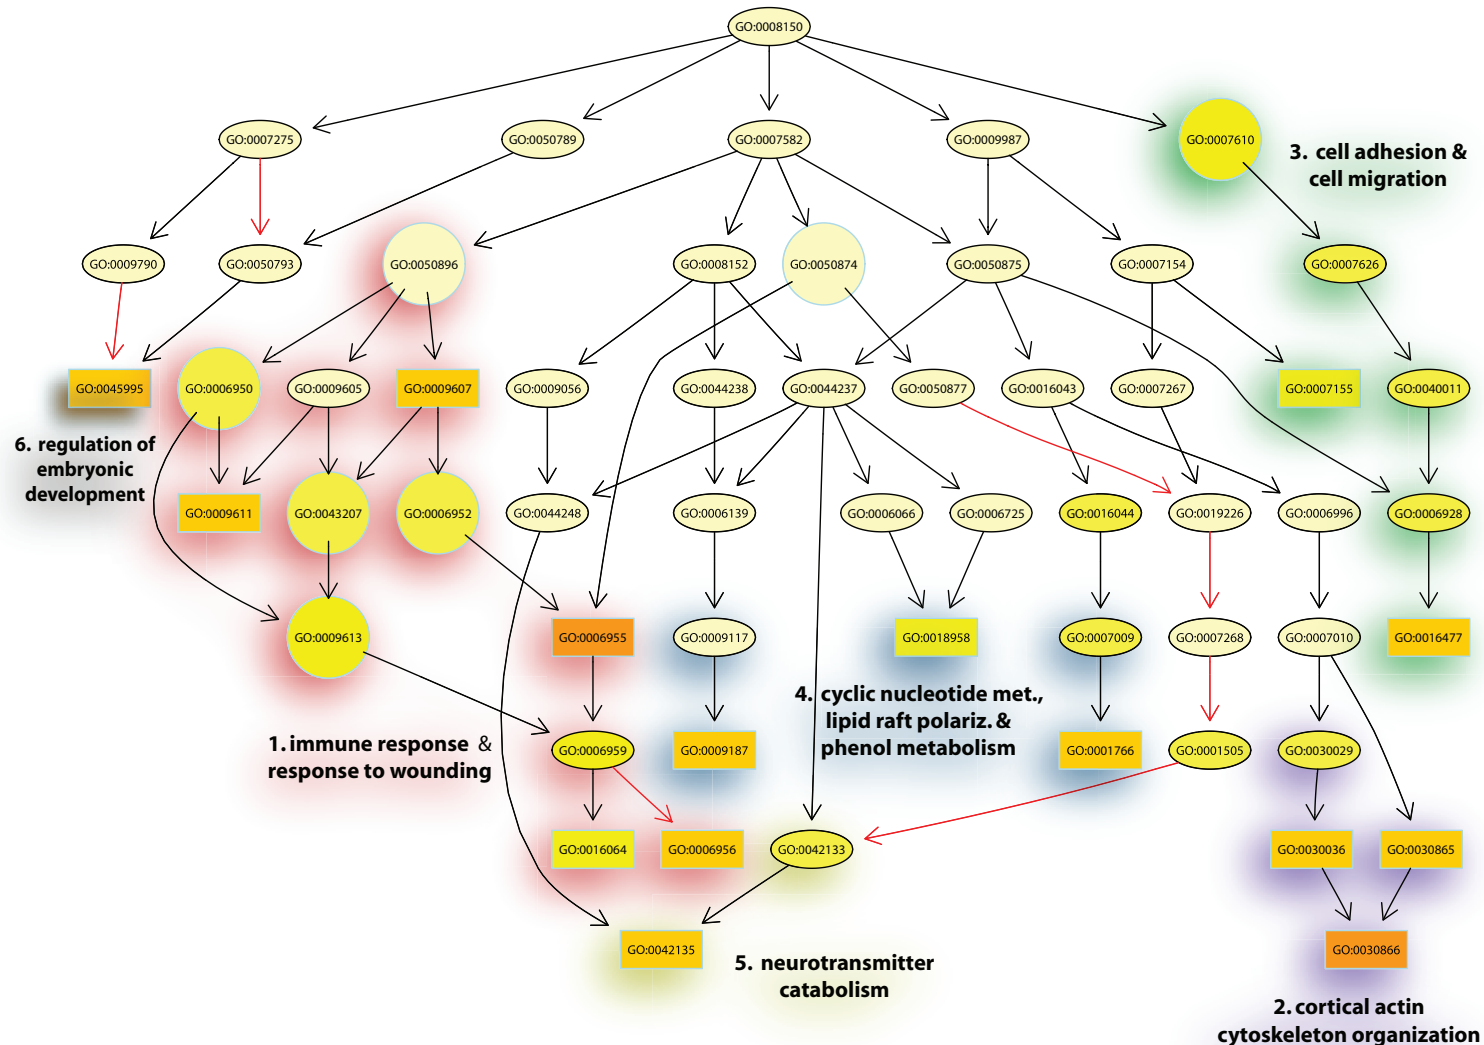 GO:0008150
GO:0007275
GO:0050789
GO:0007582
GO:0009987
GO:0007610
3. cell adhesion &
cell migration
GO:0009790
GO:0050793
GO:0050896
GO:0008152
GO:0050874
GO:0050875
GO:0007154
GO:0007626
GO:0045995
GO:0006950
GO:0009605
GO:0009607
GO:0009056
GO:0044238
GO:0044237
GO:0050877
GO:0016043
GO:0007267
GO:0007155
GO:0040011
6. regulation of
embryonic
development
GO:0009611
GO:0043207
GO:0006952
GO:0044248
GO:0006139
GO:0006066
GO:0006725
GO:0016044
GO:0019226
GO:0006996
GO:0006928
GO:0009613
GO:0006955
GO:0009117
GO:0018958
GO:0007009
GO:0007268
GO:0007010
GO:0016477
4. cyclic nucleotide met.,
lipid raft polariz. &
phenol metabolism
1. immune response &
response to wounding
GO:0006959
GO:0009187
GO:0001766
GO:0001505
GO:0030029
GO:0016064
GO:0006956
GO:0042133
GO:0030036
GO:0030865
GO:0042135
5. neurotransmitter
catabolism
GO:0030866
2. cortical actin
cytoskeleton organization